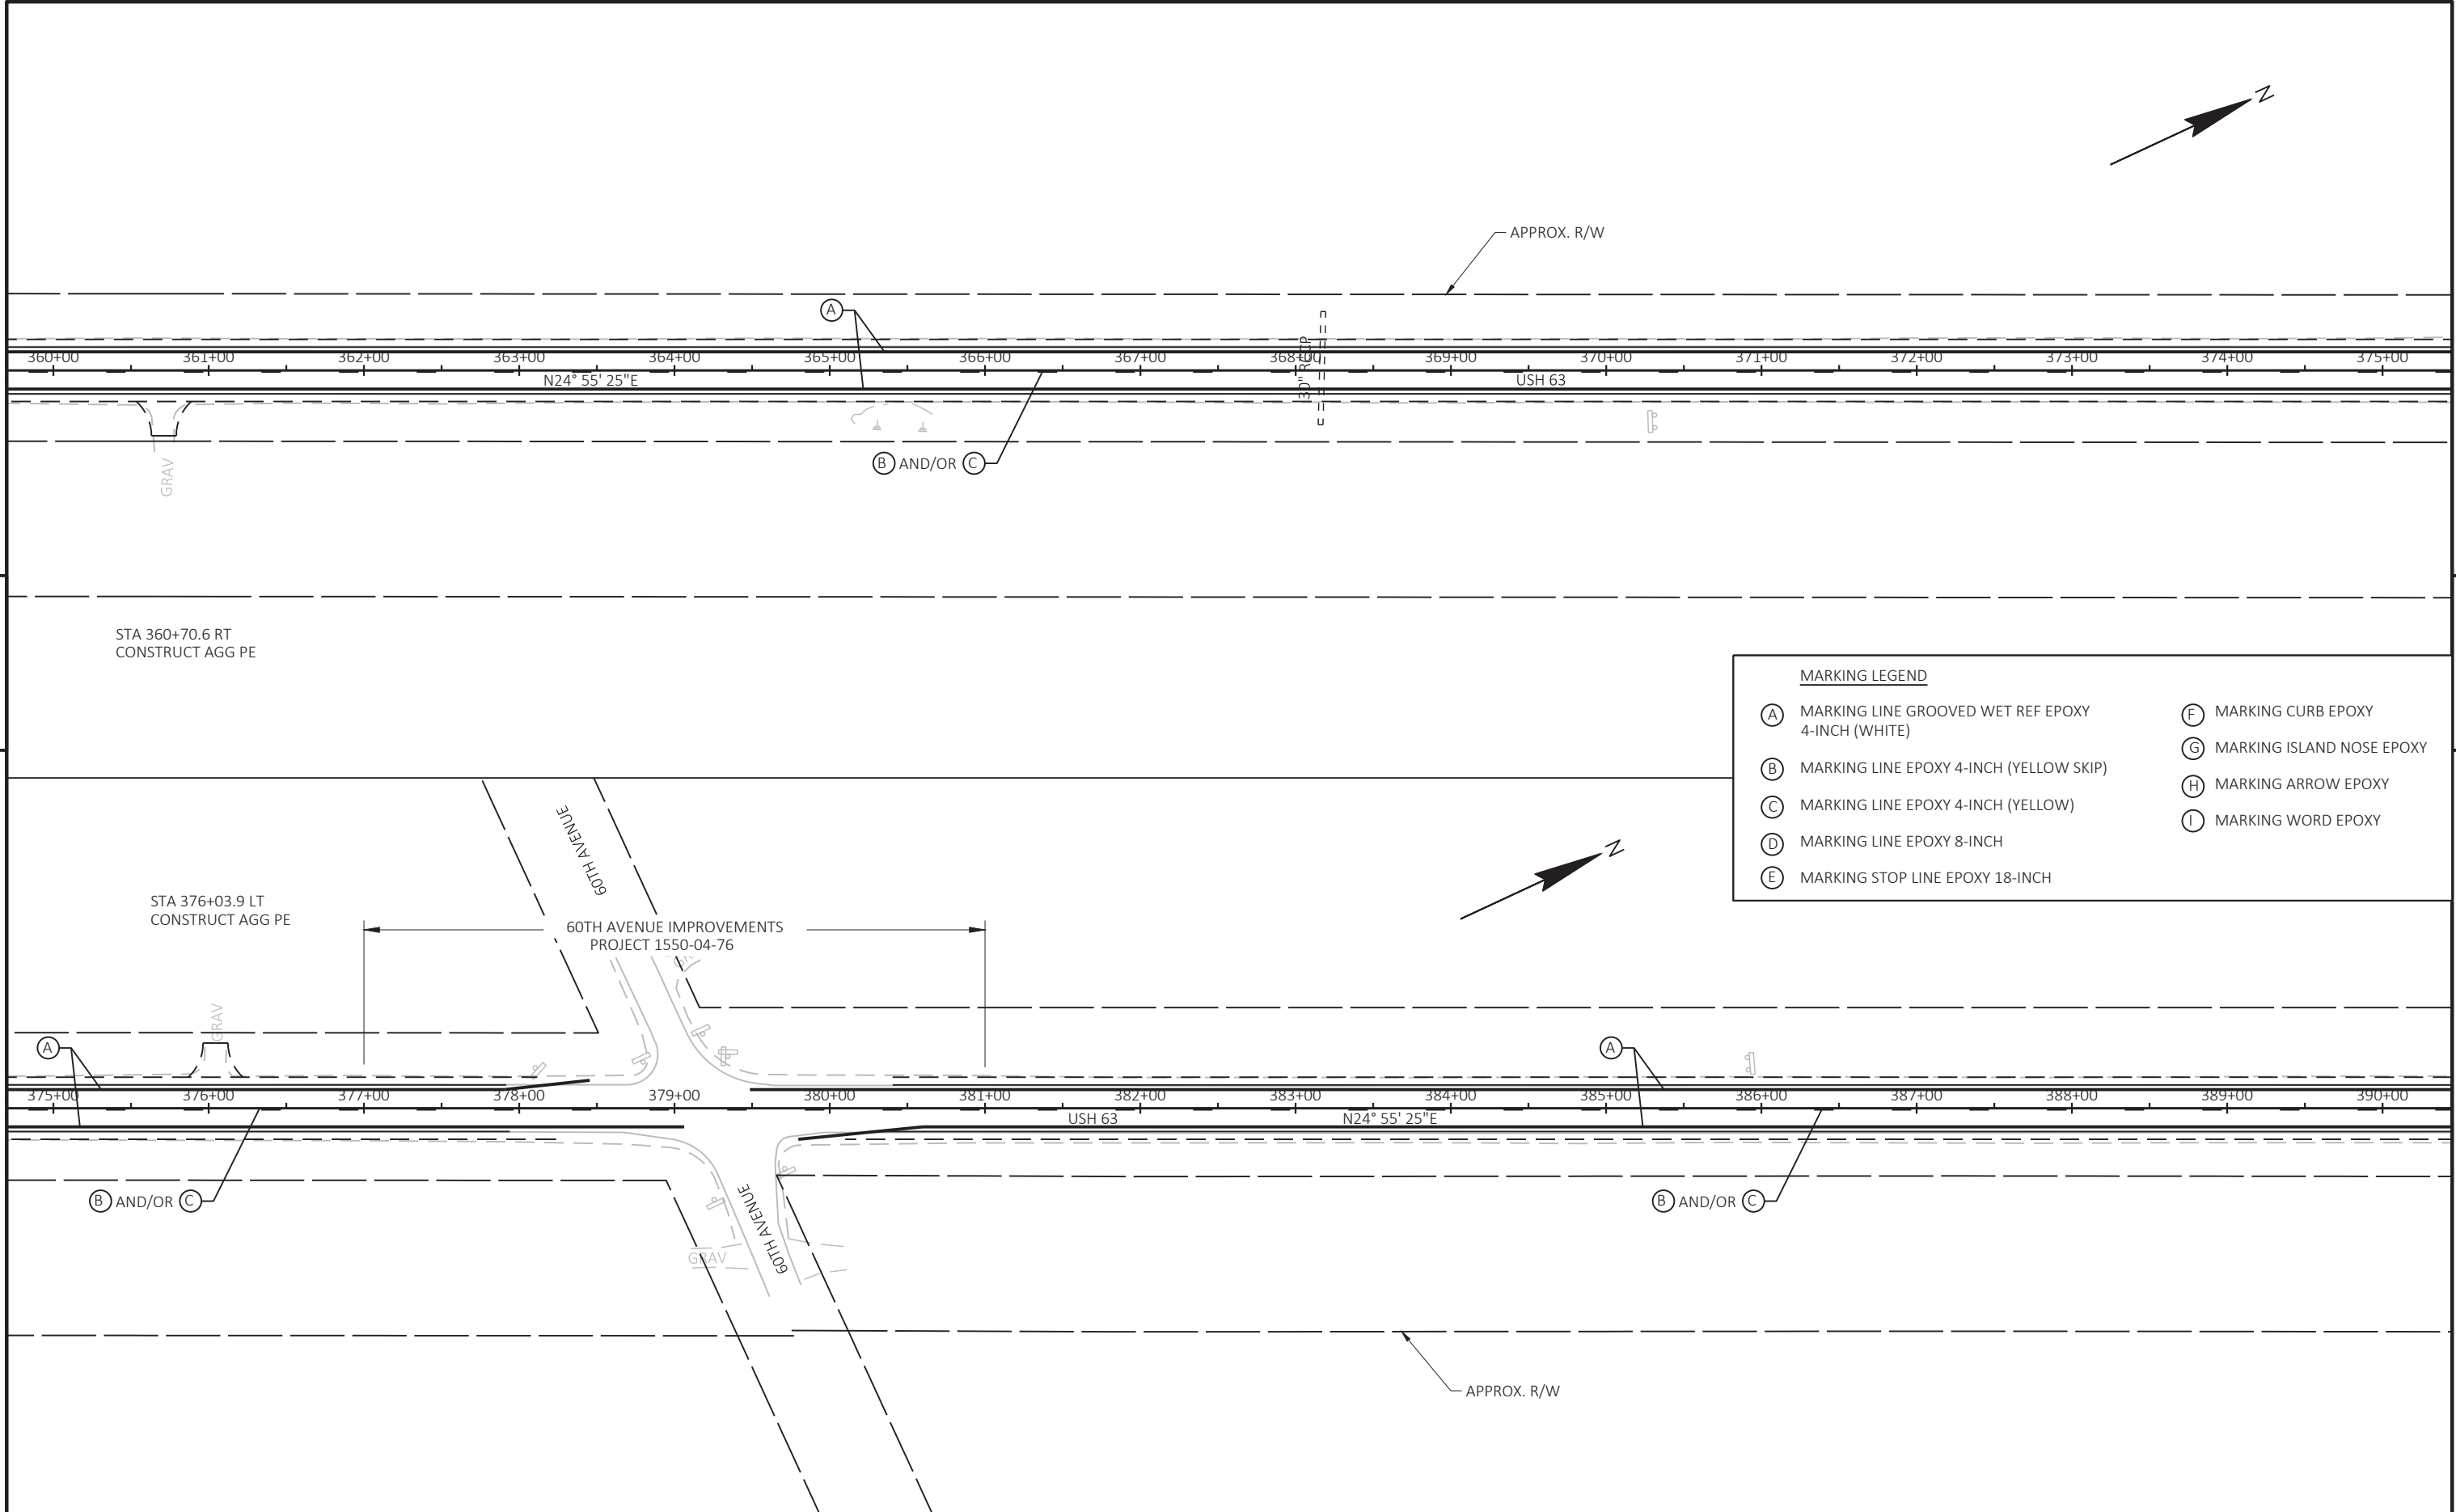 N
APPROX. R/W
A
360+00 361+00 362+00 363+00 364+00 365+00 366+00 367+00 368+00 369+00 370+00 371+00 372+00 373+00 374+00 375+00
30" RCP
N24° 55' 25"E
USH 63
B AND/OR C
GRAV
STA 360+70.6 RT
CONSTRUCT AGG PE
MARKING LEGEND
A MARKING LINE GROOVED WET REF EPOXY
4-INCH (WHITE)
B MARKING LINE EPOXY 4-INCH (YELLOW SKIP)
C MARKING LINE EPOXY 4-INCH (YELLOW)
D MARKING LINE EPOXY 8-INCH
E MARKING STOP LINE EPOXY 18-INCH
F MARKING CURB EPOXY
G MARKING ISLAND NOSE EPOXY
H MARKING ARROW EPOXY
I MARKING WORD EPOXY
60TH AVENUE
N
STA 376+03.9 LT
CONSTRUCT AGG PE
60TH AVENUE IMPROVEMENTS
PROJECT 1550-04-76
GRAV
A
A
375+00 376+00 377+00 378+00 379+00 380+00 381+00 382+00 383+00 384+00 385+00 386+00 387+00 388+00 389+00 390+00
USH 63
N24° 55' 25"E
B AND/OR C
B AND/OR C
60TH AVENUE
GRAV
APPROX. R/W